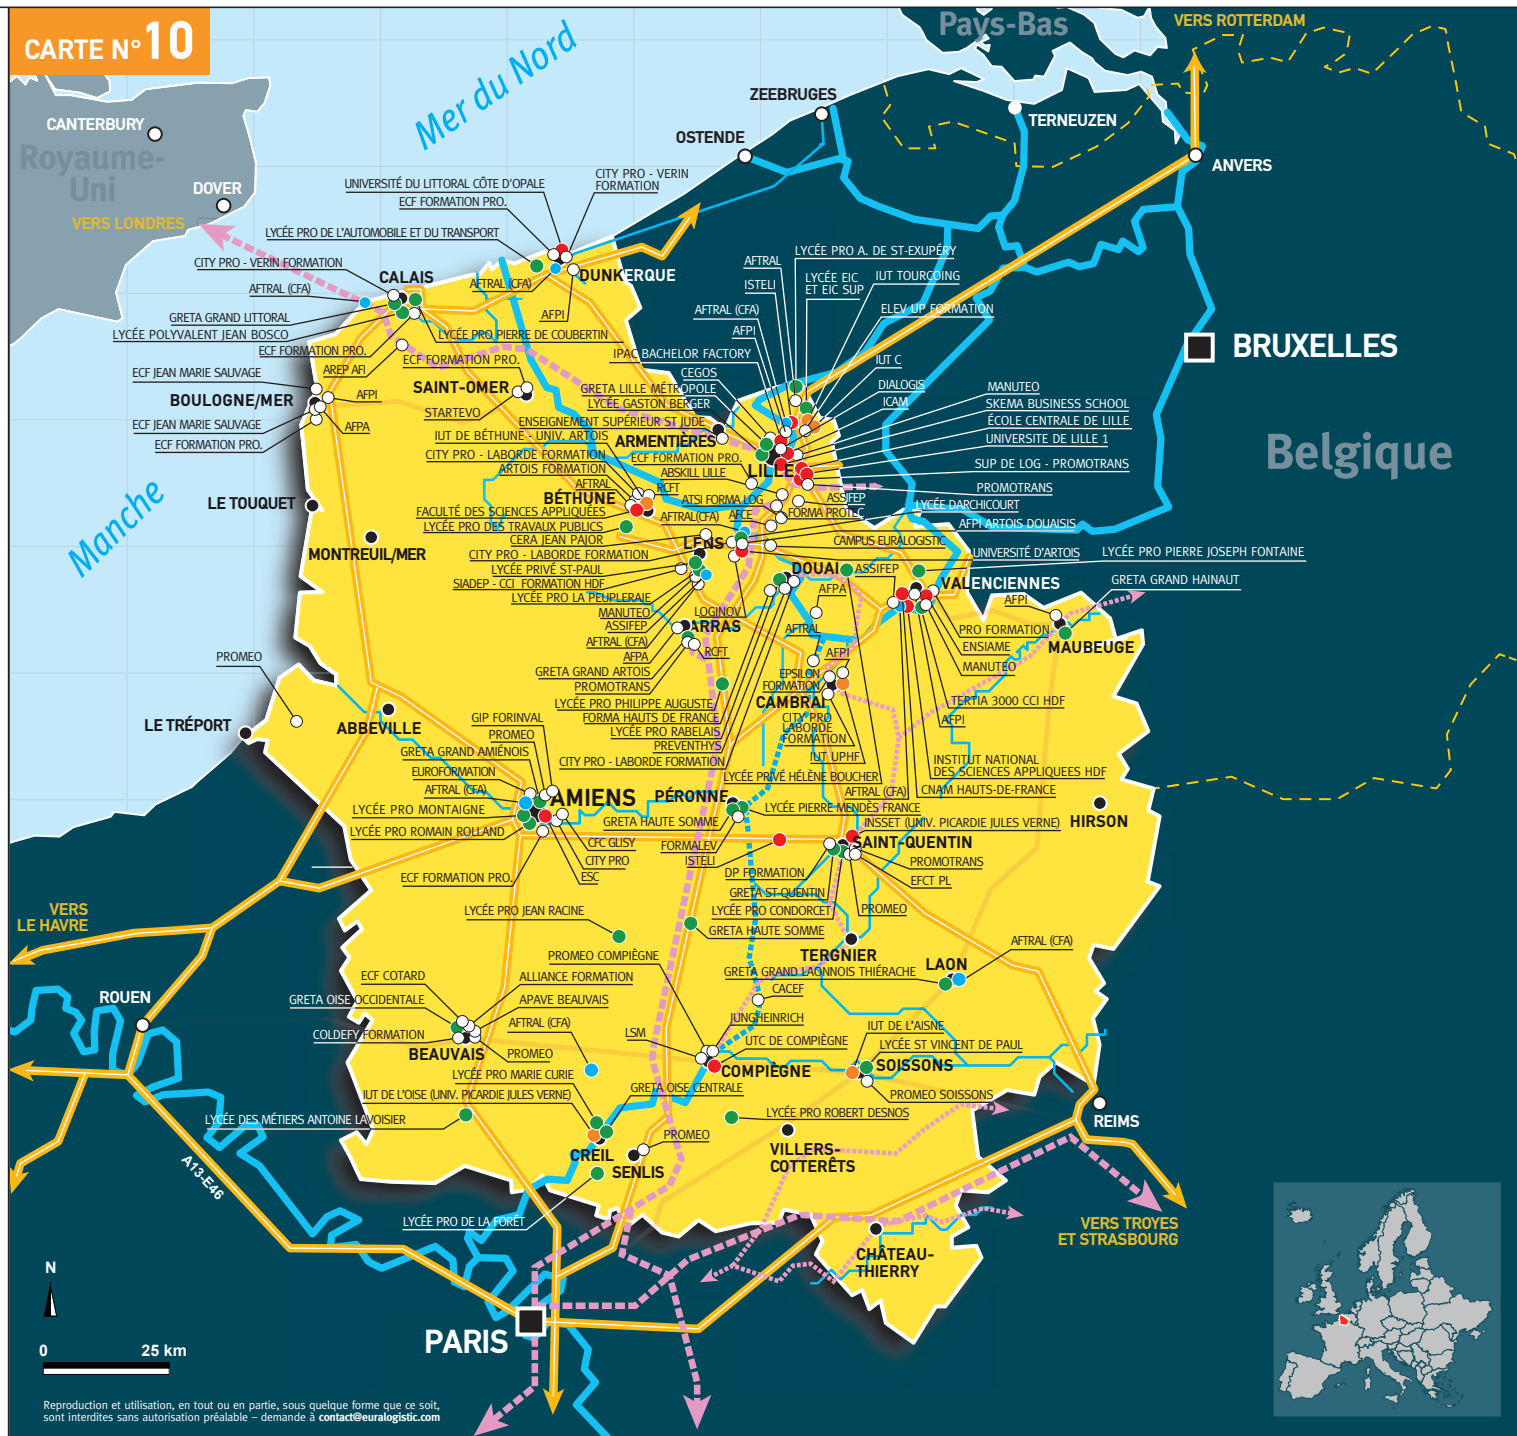 CARTE N°10
Pays-Bas
VERS ROTTERDAM
Mer du Nord
ZEEBRUGES
TERNEUZEN
CANTERBURY
OSTENDE
ANVERS
Royaume-
Uni
DOVER
VERS LONDRES
UNIVERSITÉ DU LITTORAL CÔTE D'OPALE
CITY PRO - VERIN
FORMATION
ECF FORMATION PRO.
LYCÉE PRO DE L'AUTOMOBILE ET DU TRANSPORT
CITY PRO - VERIN FORMATION
CALAIS
AFTRAL (CFA)
AFTRAL (CFA)
DUNKERQUE
AFPI
GRETA GRAND LITTORAL
LYCÉE POLYVALENT JEAN BOSCO
LYCÉE PRO PIERRE DE COUBERTIN
ECF FORMATION PRO.
ECF FORMATION PRO.
AREP AFI
ECF JEAN MARIE SAUVAGE
BOULOGNE/MER
AFPI
ECF JEAN MARIE SAUVAGE
AFPA
ECF FORMATION PRO.
SAINT-OMER
STARTEVO
LYCÉE PRO A. DE ST-EXUPÉRY
AFTRAL
LYCÉE EIC
ET EIC SUP
IUT TOURCOING
ISTELI
AFTRAL (CFA)
ELEV UP FORMATION
AFPI
IPAC BACHELOR FACTORY
IUT C
CEGOS
GRETA LILLE MÉTROPOLE
DIALOGIS
MANUTEO
LYCÉE GASTON BERGER
ICAM
SKEMA BUSINESS SCHOOL
ENSEIGNEMENT SUPÉRIEUR ST JUDE
ÉCOLE CENTRALE DE LILLE
IUT DE BÉTHUNE - UNIV. ARTOIS
ARMENTIÈRES
UNIVERSITE DE LILLE 1
CITY PRO - LABORDE FORMATION
ECF FORMATION PRO.
LILLE
SUP DE LOG - PROMOTRANS
ARTOIS FORMATION
ABSKILL LILLE
AFTRAL
RCFT
PROMOTRANS
BÉTHUNE
ATSI FORMA LOG
ASSIFEP
LYCÉE DARCHICOURT
FACULTÉ DES SCIENCES APPLIQUÉES
AFTRAL(CFA)
AFCE
FORMA PROTEC
LYCÉE PRO DES TRAVAUX PUBLICS
AFPI ARTOIS DOUAISIS
CERA JEAN PAJOR
LENS
CAMPUS EURALOGISTIC
CITY PRO - LABORDE FORMATION
UNIVERSITÉ D'ARTOIS
LYCÉE PRO PIERRE JOSEPH FONTAINE
LYCÉE PRIVÉ ST-PAUL
DOUAI
ASSIFEP
SIADEP - CCI FORMATION HDF
VALENCIENNES
GRETA GRAND HAINAUT
LYCÉE PRO LA PEUPLERAIE
AFPA
AFPI
MANUTEO
LOGINOV
ASSIFEP
ARRAS
AFTRAL
PRO FORMATION
AFTRAL (CFA)
ENSIAME
MAUBEUGE
AFPA
RCFT
AFPI
MANUTEO
GRETA GRAND ARTOIS
EPSILON
FORMATION
PROMOTRANS
CAMBRAI
TERTIA 3000 CCI HDF
LYCÉE PRO PHILIPPE AUGUSTE
FORMA HAUTS DE FRANCE
CITY PRO
LABORDE
FORMATION
AFPI
LYCÉE PRO RABELAIS
PREVENTHYS
IUT UPHF
INSTITUT NATIONAL
DES SCIENCES APPLIQUEES HDF
CITY PRO - LABORDE FORMATION
LYCÉE PRIVÉ HÉLÈNE BOUCHER
AFTRAL (CFA)
CNAM HAUTS-DE-FRANCE
BRUXELLES
Belgique
Manche
LE TOUQUET
MONTREUIL/MER
PROMEO
LE TRÉPORT
ABBEVILLE
GIP FORINVAL
PROMEO
GRETA GRAND AMIÉNOIS
EUROFORMATION
AFTRAL (CFA)
AMIENS
LYCÉE PRO MONTAIGNE
LYCÉE PRO ROMAIN ROLLAND
CFC GLISY
CITY PRO
ESC
ECF FORMATION PRO.
PÉRONNE
LYCÉE PIERRE MENDÈS FRANCE
GRETA HAUTE SOMME
INSSET (UNIV. PICARDIE JULES VERNE)
HIRSON
FORMALEV
SAINT-QUENTIN
ISTELI
PROMOTRANS
DP FORMATION
EFCT PL
GRETA ST-QUENTIN
LYCÉE PRO CONDORCET
PROMEO
LYCÉE PRO JEAN RACINE
GRETA HAUTE SOMME
VERS
LE HAVRE
PROMEO COMPIÈGNE
TERGNIER
AFTRAL (CFA)
LAON
GRETA GRAND LAONNOIS THIÉRACHE
CACEF
ROUEN
ECF COTARD
ALLIANCE FORMATION
GRETA OISE OCCIDENTALE
APAVE BEAUVAIS
COLDEFY FORMATION
AFTRAL (CFA)
LSM
JUNGHEINRICH
IUT DE L'AISNE
UTC DE COMPIÈGNE
LYCÉE ST VINCENT DE PAUL
BEAUVAIS
PROMEO
COMPIÈGNE
SOISSONS
LYCÉE PRO MARIE CURIE
GRETA OISE CENTRALE
PROMEO SOISSONS
IUT DE L'OISE (UNIV. PICARDIE JULES VERNE)
LYCÉE PRO ROBERT DESNOS
REIMS
LYCÉE DES MÉTIERS ANTOINE LAVOISIER
PROMEO
CREIL
VILLERS-
COTTERÊTS
SENLIS
A13-E46
LYCÉE PRO DE LA FORÊT
VERS TROYES
ET STRASBOURG
CHÂTEAU-
THIERRY
N
PARIS
0 25 km
Reproduction et utilisation, en tout ou en partie, sous quelque forme que ce soit,
sont interdites sans autorisation préalable – demande à contact@euralogistic.com